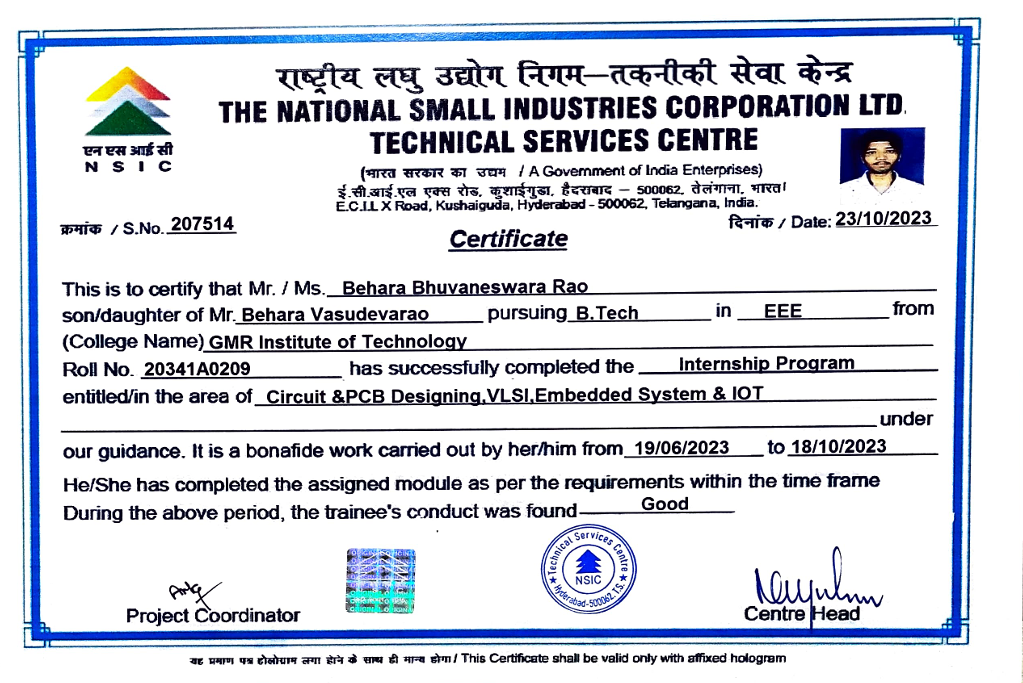 राष्ट्रीय लघु उद्योग निगम–तकनीकी सेवा केन्द्र
THE NATIONAL SMALL INDUSTRIES CORPORATION LTD.
TECHNICAL SERVICES CENTRE
एन एस आई सी
N S I C
(भारत सरकार का उद्यम / A Government of India Enterprises)
ई.सी.आई.एल एक्स रोड, कुशाईगुडा, हैदराबाद – 500062, तेलंगाना, भारत।
E.C.I.L X Road, Kushaiguda, Hyderabad - 500062, Telangana, India.
क्रमांक / S.No. 207514
दिनांक / Date: 23/10/2023
Certificate
This is to certify that Mr. / Ms. Behara Bhuvaneswara Rao
son/daughter of Mr. Behara Vasudevarao pursuing B.Tech in EEE from
(College Name) GMR Institute of Technology
Roll No. 20341A0209 has successfully completed the Internship Program
entitled/in the area of Circuit &PCB Designing,VLSI,Embedded System & IOT
under
our guidance. It is a bonafide work carried out by her/him from 19/06/2023 to 18/10/2023
He/She has completed the assigned module as per the requirements within the time frame
During the above period, the trainee's conduct was found Good
Technical Services Centre
NSIC
Hyderabad-500062, T.S.
Project Coordinator
Centre Head
यह प्रमाण पत्र होलोग्राम लगा होने के साथ ही मान्य होगा / This Certificate shall be valid only with affixed hologram